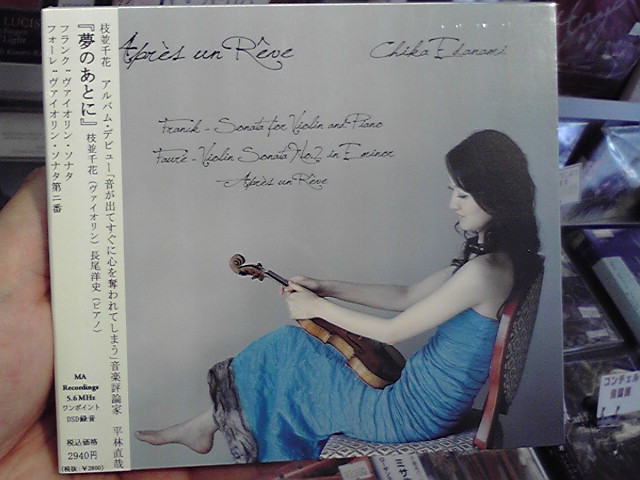 Après un Rêve
Chika Edanami
Franck - Sonata for Violin and Piano
Fauré - Violin Sonata No.2 in E minor
- Après un Rêve
枝並千花 アルバム・デビュー「音が出てすぐに心を奪われてしまう」音楽評論家 平林直哉
『夢のあとに』枝並千花(ヴァイオリン)長尾洋史(ピアノ)
フランク:ヴァイオリン・ソナタ
フォーレ:ヴァイオリン・ソナタ第二番
MA
Recordings
5.6MHz
ワンポイント
DSD録音
税込価格
2940円
(税抜:¥2800)
コンチェル